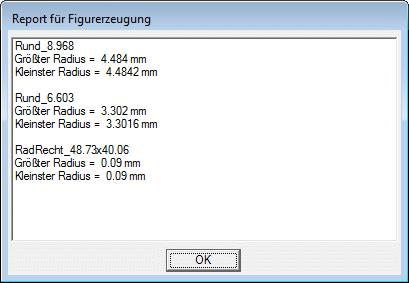 Report für Figurerzeugung
Rund_8.968
Größter Radius = 4.484 mm
Kleinster Radius = 4.4842 mm
Rund_6.603
Größter Radius = 3.302 mm
Kleinster Radius = 3.3016 mm
RadRecht_48.73x40.06
Größter Radius = 0.09 mm
Kleinster Radius = 0.09 mm
OK